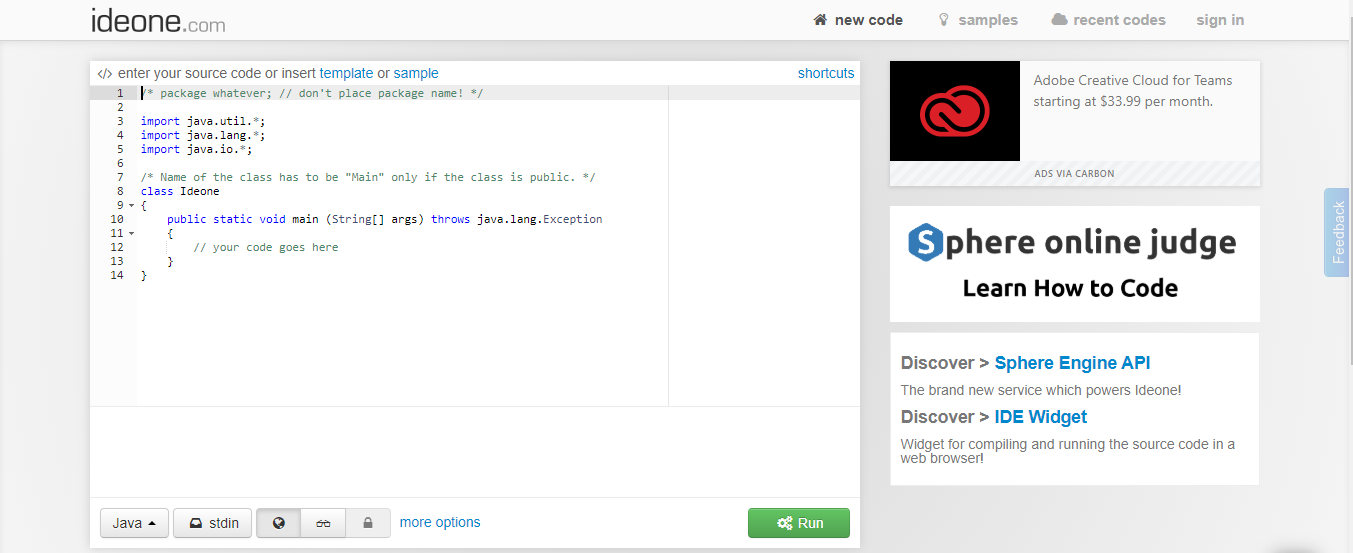 ideone.com
new code
samples
recent codes
sign in
</> enter your source code or insert template or sample
shortcuts
1 /* package whatever; // don't place package name! */
2
3 import java.util.*;
4 import java.lang.*;
5 import java.io.*;
6
7 /* Name of the class has to be "Main" only if the class is public. */
8 class Ideone
9 {
10 public static void main (String[] args) throws java.lang.Exception
11 {
12 // your code goes here
13 }
14 }
Java
stdin
more options
Run
Adobe Creative Cloud for Teams
starting at $33.99 per month.
ADS VIA CARBON
Sphere online judge
Learn How to Code
Discover > Sphere Engine API
The brand new service which powers Ideone!
Discover > IDE Widget
Widget for compiling and running the source code in a
web browser!
Feedback